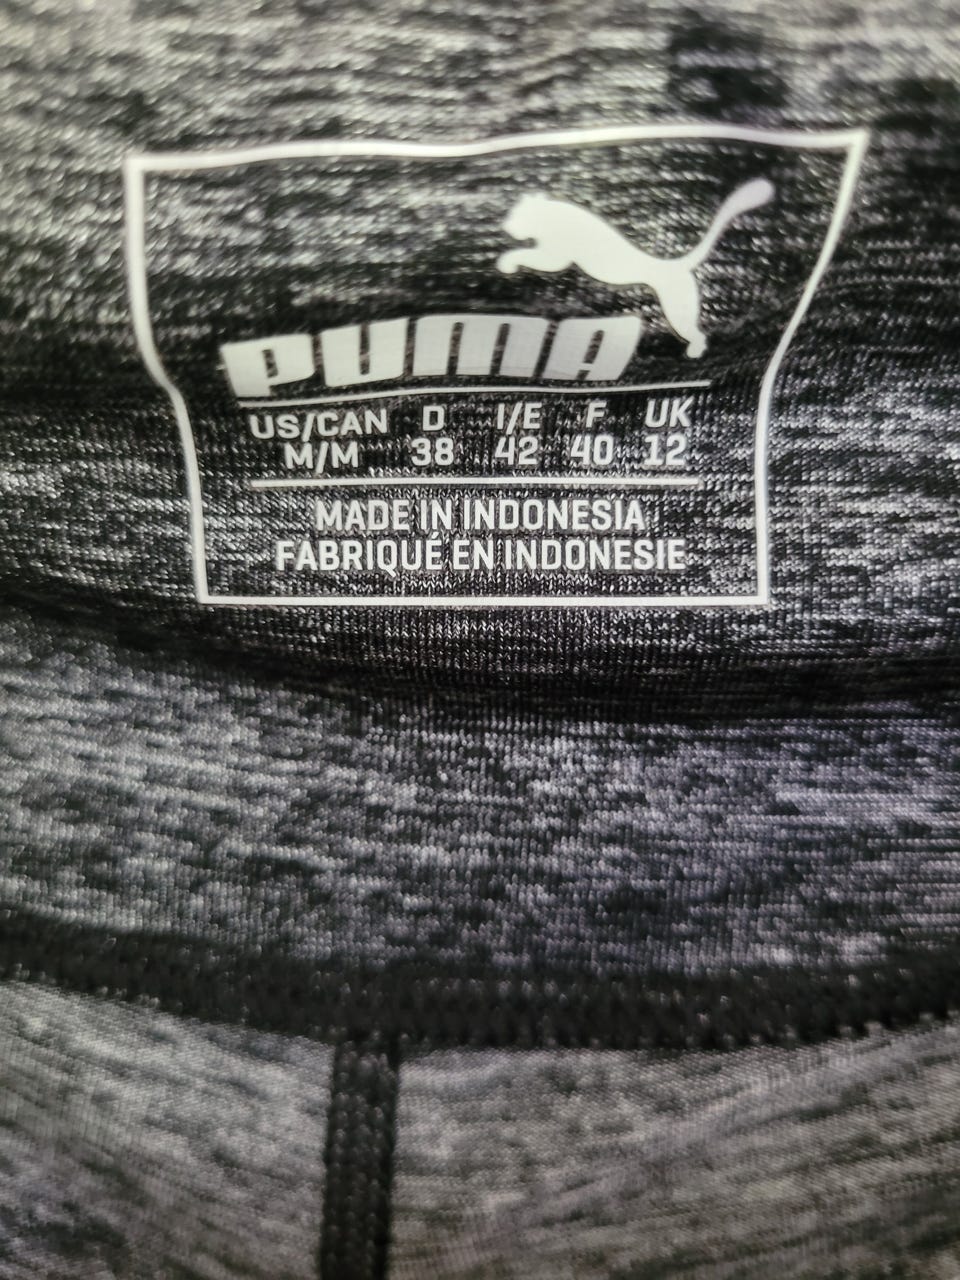 PUMA
US/CAN D I/E F UK
M/M 38 42 40 12
MADE IN INDONESIA
FABRIQUÉ EN INDONESIE